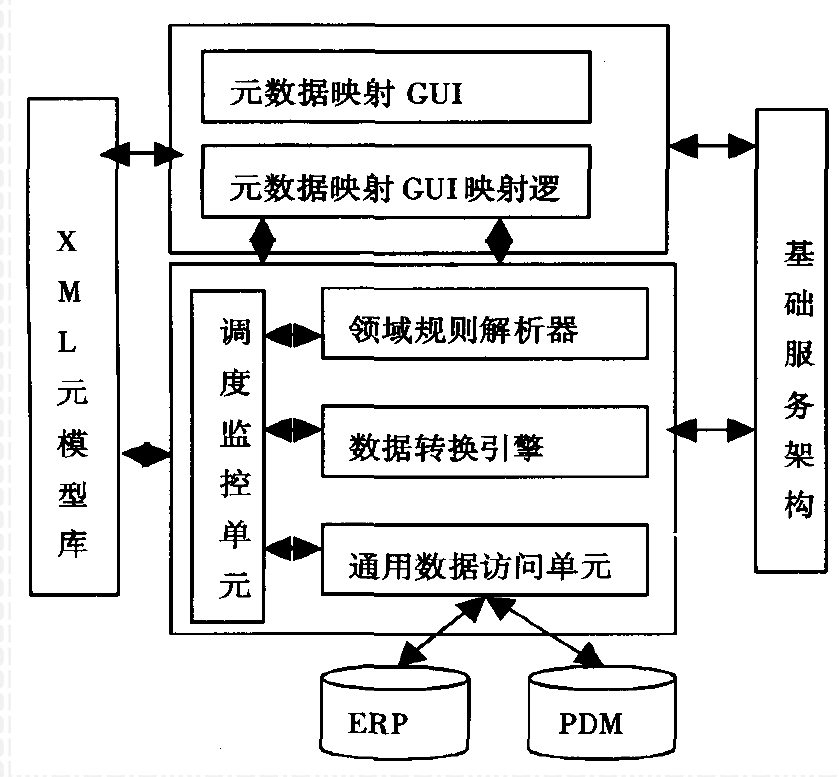 元数据映射 GUI
元数据映射 GUI 映射逻
XML元模型库
基础服务架构
调度监控单元
领域规则解析器
数据转换引擎
通用数据访问单元
ERP
PDM